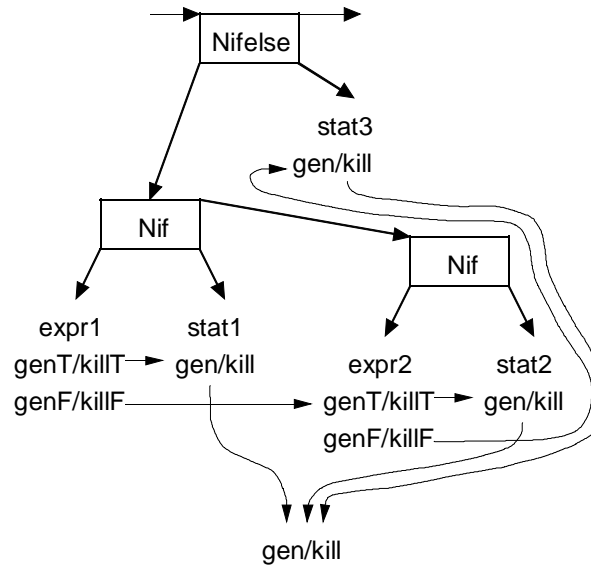 Nifelse
stat3
gen/kill
Nif
Nif
expr1
stat1
genT/killT
gen/kill
genF/killF
expr2
stat2
genT/killT
gen/kill
genF/killF
gen/kill